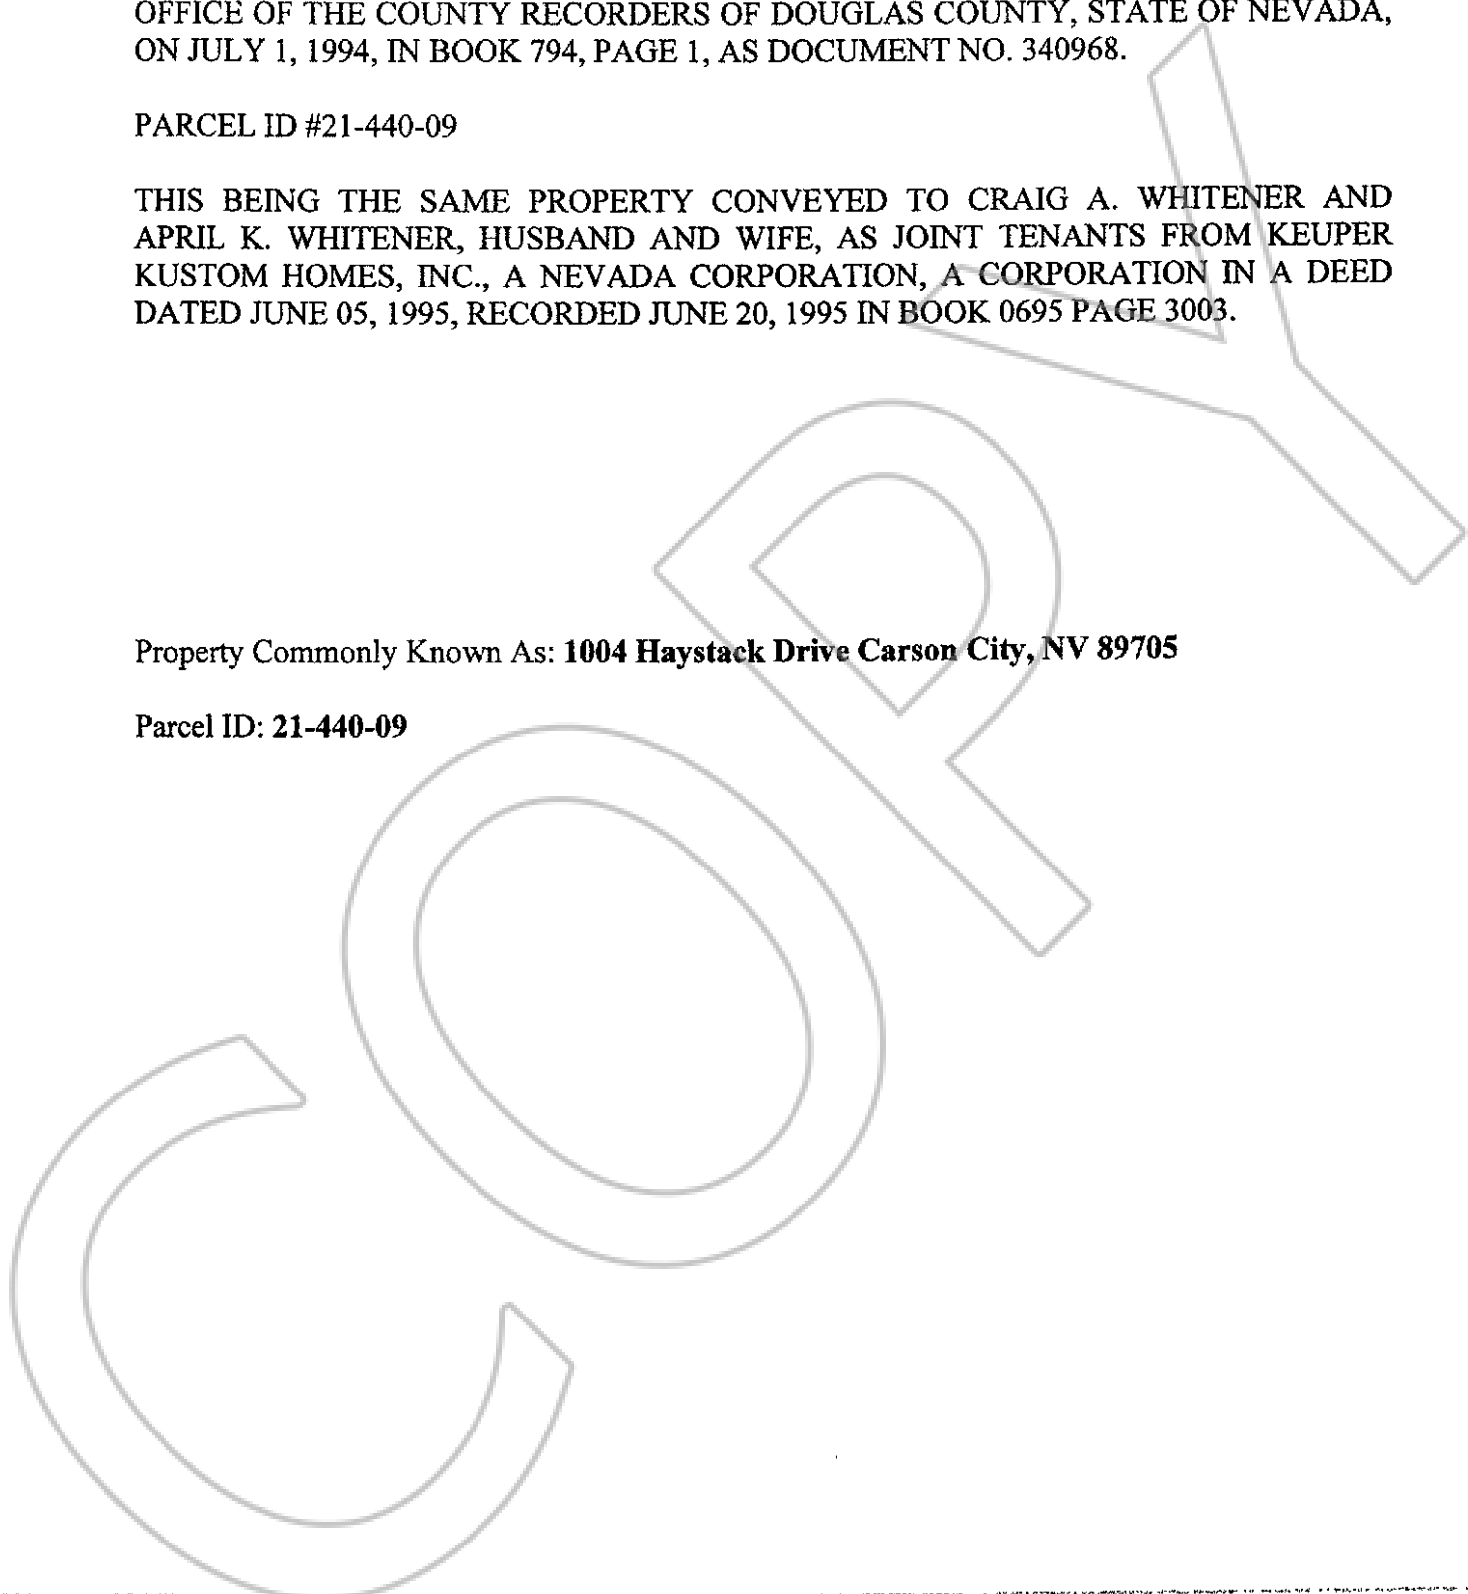 OFFICE OF THE COUNTY RECORDERS OF DOUGLAS COUNTY, STATE OF NEVADA,
ON JULY 1, 1994, IN BOOK 794, PAGE 1, AS DOCUMENT NO. 340968.
PARCEL ID #21-440-09
THIS BEING THE SAME PROPERTY CONVEYED TO CRAIG A. WHITENER AND
APRIL K. WHITENER, HUSBAND AND WIFE, AS JOINT TENANTS FROM KEUPER
KUSTOM HOMES, INC., A NEVADA CORPORATION, A CORPORATION IN A DEED
DATED JUNE 05, 1995, RECORDED JUNE 20, 1995 IN BOOK 0695 PAGE 3003.
Property Commonly Known As: 1004 Haystack Drive Carson City, NV 89705
Parcel ID: 21-440-09
COPY